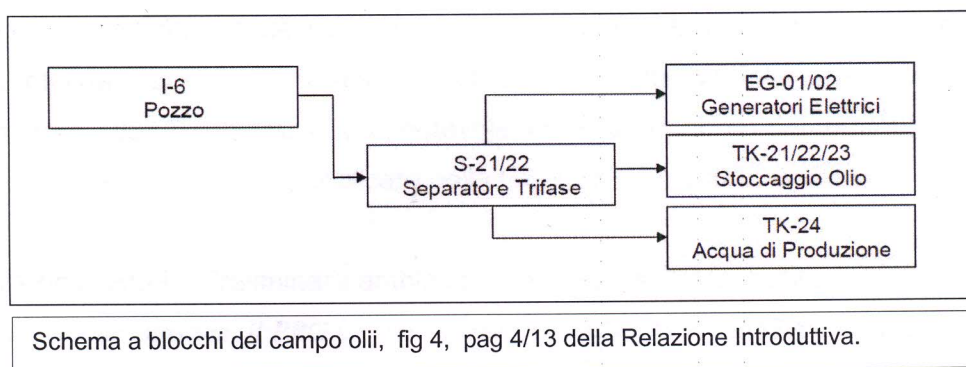 I-6
Pozzo
S-21/22
Separatore Trifase
EG-01/02
Generatori Elettrici
TK-21/22/23
Stoccaggio Olio
TK-24
Acqua di Produzione
Schema a blocchi del campo olii, fig 4, pag 4/13 della Relazione Introduttiva.